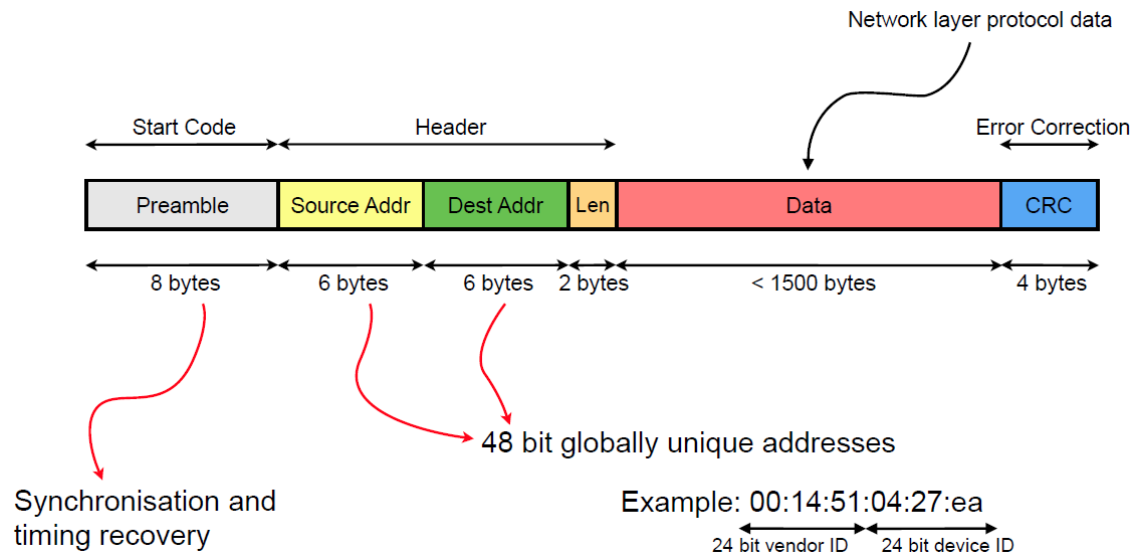 Network layer protocol data
Start Code
Header
Error Correction
Preamble
Source Addr
Dest Addr
Len
Data
CRC
8 bytes
6 bytes
6 bytes
2 bytes
< 1500 bytes
4 bytes
48 bit globally unique addresses
Synchronisation and
timing recovery
Example: 00:14:51:04:27:ea
24 bit vendor ID
24 bit device ID